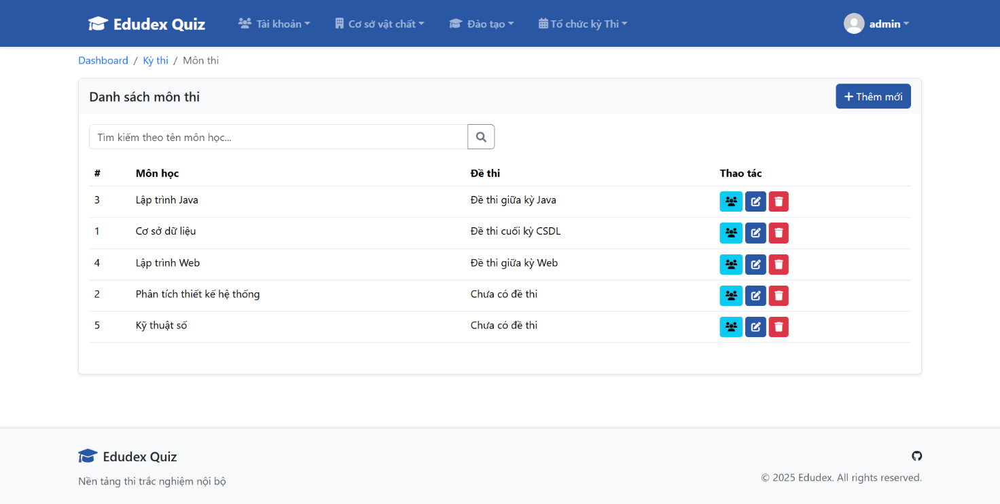 Edudex Quiz Tài khoản Cơ sở vật chất Đào tạo Tổ chức kỳ Thi admin
Dashboard / Kỳ thi / Môn thi
Danh sách môn thi Thêm mới
Tìm kiếm theo tên môn học...
# Môn học Đề thi Thao tác
3 Lập trình Java Đề thi giữa kỳ Java
1 Cơ sở dữ liệu Đề thi cuối kỳ CSDL
4 Lập trình Web Đề thi giữa kỳ Web
2 Phân tích thiết kế hệ thống Chưa có đề thi
5 Kỹ thuật số Chưa có đề thi
Edudex Quiz
Nền tảng thi trắc nghiệm nội bộ © 2025 Edudex. All rights reserved.